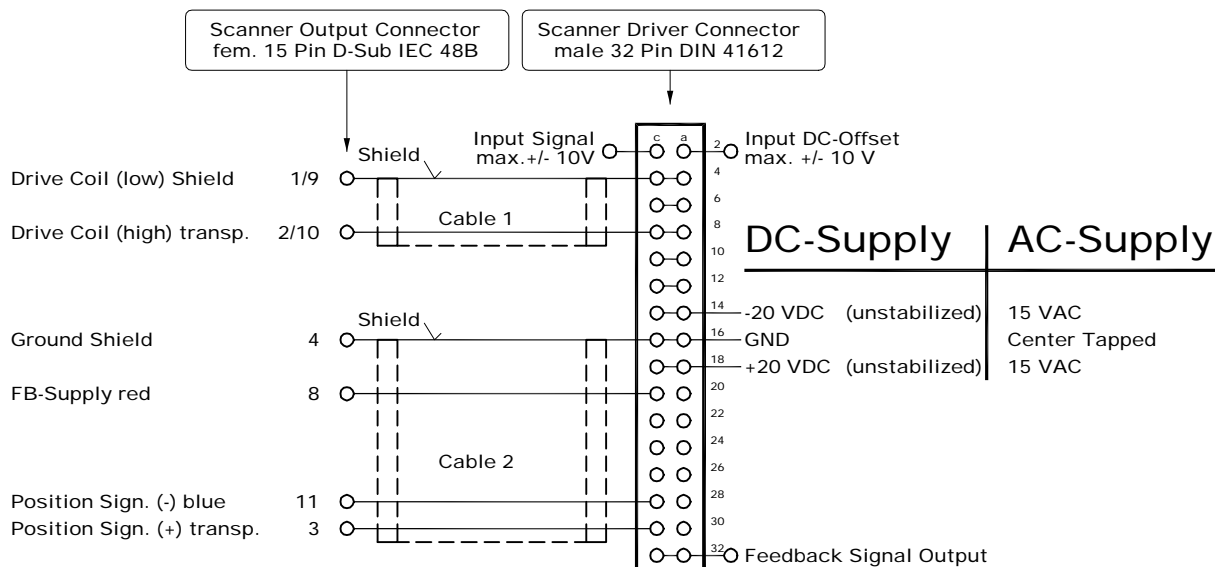 Scanner Output Connector
fem. 15 Pin D-Sub IEC 48B
Scanner Driver Connector
male 32 Pin DIN 41612
Input Signal
max.+/- 10V
c a
2
Input DC-Offset
max. +/- 10 V
Shield
Drive Coil (low) Shield 1/9
4
6
Cable 1
Drive Coil (high) transp. 2/10
8
DC-Supply AC-Supply
10
12
14
-20 VDC (unstabilized) 15 VAC
Shield
Ground Shield 4
16
GND Center Tapped
18
+20 VDC (unstabilized) 15 VAC
FB-Supply red 8
20
22
24
Cable 2
26
Position Sign. (-) blue 11
28
Position Sign. (+) transp. 3
30
32
Feedback Signal Output